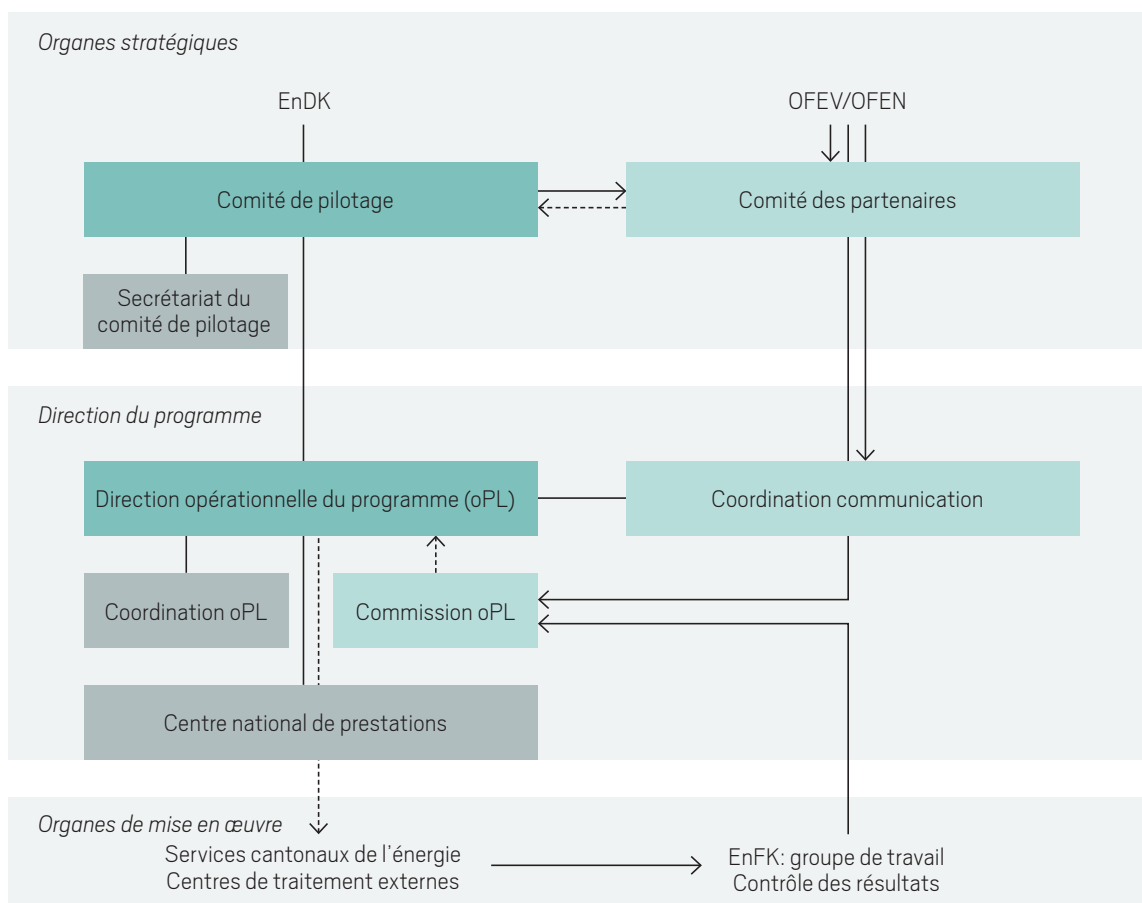 Organes stratégiques
EnDK
OFEV/OFEN
Comité de pilotage
Comité des partenaires
Secrétariat du
comité de pilotage
Direction du programme
Direction opérationnelle du programme (oPL)
Coordination communication
Coordination oPL
Commission oPL
Centre national de prestations
Organes de mise en œuvre
Services cantonaux de l’énergie
Centres de traitement externes
EnFK: groupe de travail
Contrôle des résultats